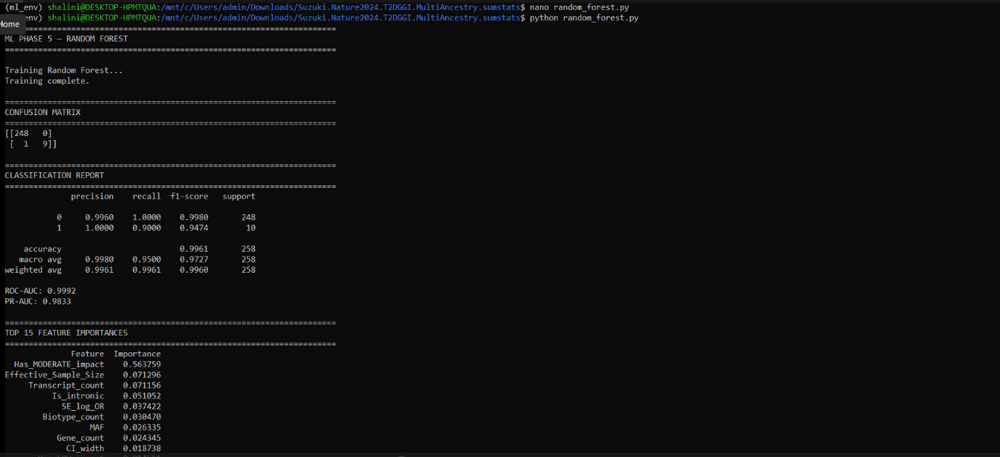 (ml_env) shalini@DESKTOP-HPMTQUA:/mnt/c/Users/admin/Downloads/Suzuki.Nature2024.T2DGGI.MultiAncestry.sumstats$ nano random_forest.py
env) shalini@DESKTOP-HPMTQUA:/mnt/c/Users/admin/Downloads/Suzuki.Nature2024.T2DGGI.MultiAncestry.sumstats$ python random_forest.py
Home
======================================================================
ML PHASE 5 — RANDOM FOREST
======================================================================
Training Random Forest...
Training complete.
======================================================================
CONFUSION MATRIX
======================================================================
[[248   0]
 [  1   9]]
======================================================================
CLASSIFICATION REPORT
======================================================================
              precision    recall  f1-score   support
           0     0.9960    1.0000    0.9980       248
           1     1.0000    0.9000    0.9474        10
    accuracy                         0.9961       258
   macro avg     0.9980    0.9500    0.9727       258
weighted avg     0.9961    0.9961    0.9960       258
ROC-AUC: 0.9992
PR-AUC: 0.9833
======================================================================
TOP 15 FEATURE IMPORTANCES
======================================================================
              Feature  Importance
  Has_MODERATE_impact    0.563759
Effective_Sample_Size    0.071296
     Transcript_count    0.071156
          Is_intronic    0.051052
            SE_log_OR    0.037422
        Biotype_count    0.030470
                  MAF    0.026335
           Gene_count    0.024345
             CI_width    0.018738